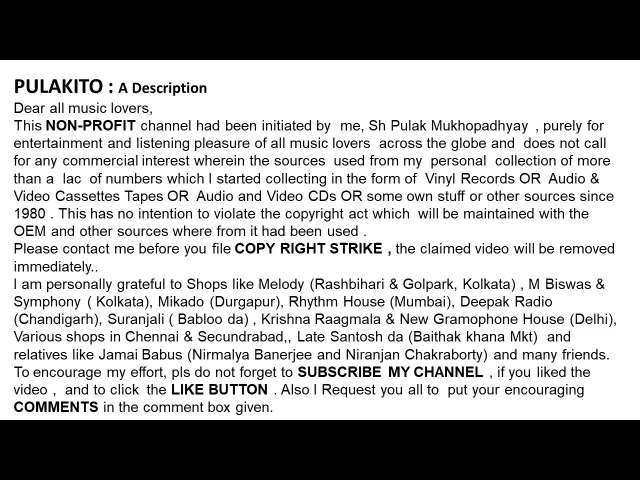 PULAKITO : A Description
Dear all music lovers,
This NON-PROFIT channel had been initiated by me, Sh Pulak Mukhopadhyay , purely for
entertainment and listening pleasure of all music lovers across the globe and does not call
for any commercial interest wherein the sources used from my personal collection of more
than a lac of numbers which I started collecting in the form of Vinyl Records OR Audio &
Video Cassettes Tapes OR Audio and Video CDs OR some own stuff or other sources since
1980 . This has no intention to violate the copyright act which will be maintained with the
OEM and other sources where from it had been used .
Please contact me before you file COPY RIGHT STRIKE , the claimed video will be removed
immediately..
I am personally grateful to Shops like Melody (Rashbihari & Golpark, Kolkata) , M Biswas &
Symphony ( Kolkata), Mikado (Durgapur), Rhythm House (Mumbai), Deepak Radio
(Chandigarh), Suranjali ( Babloo da) , Krishna Raagmala & New Gramophone House (Delhi),
Various shops in Chennai & Secundrabad,, Late Santosh da (Baithak khana Mkt) and
relatives like Jamai Babus (Nirmalya Banerjee and Niranjan Chakraborty) and many friends.
To encourage my effort, pls do not forget to SUBSCRIBE MY CHANNEL , if you liked the
video , and to click the LIKE BUTTON . Also I Request you all to put your encouraging
COMMENTS in the comment box given.